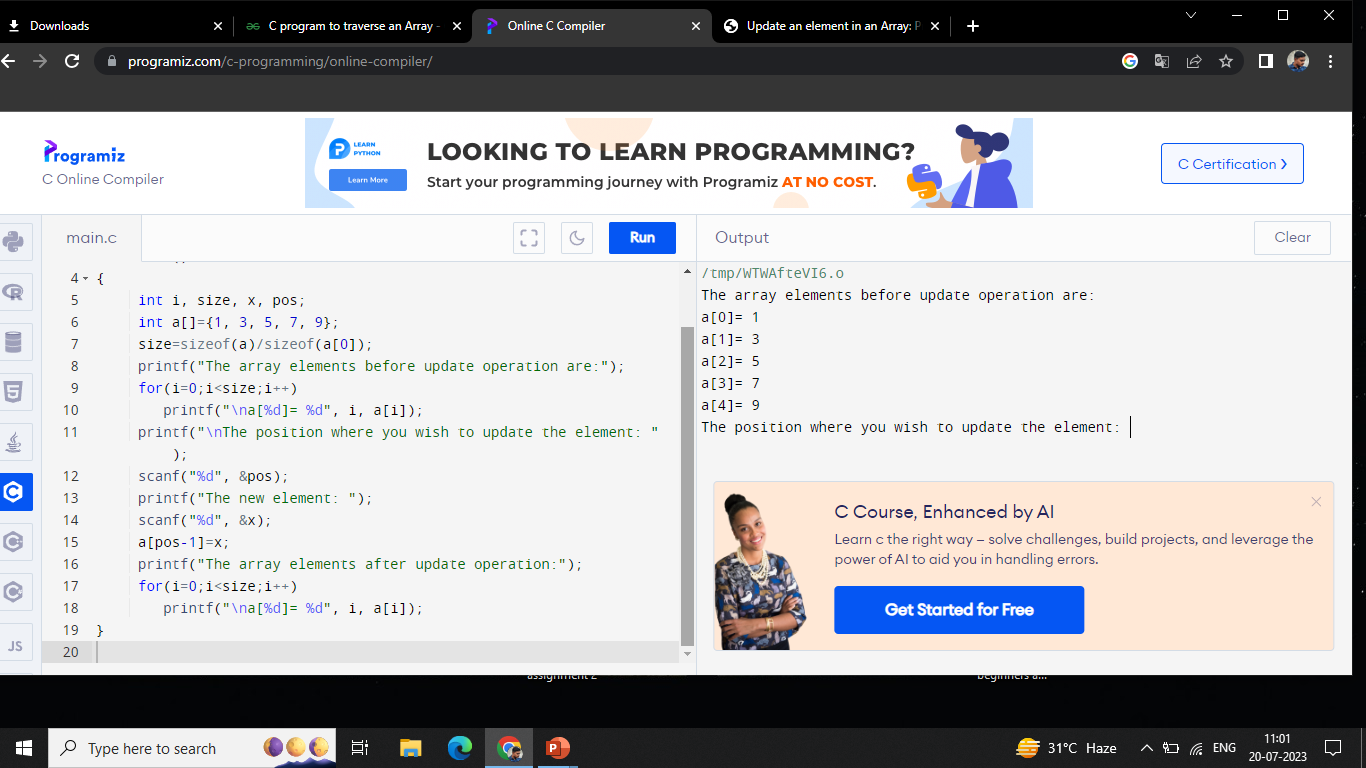 Downloads
C program to traverse an Array -
Online C Compiler
Update an element in an Array: P
programiz.com/c-programming/online-compiler/
Programiz
C Online Compiler
LEARN
PYTHON
Learn More
LOOKING TO LEARN PROGRAMMING?
Start your programming journey with Programiz AT NO COST.
C Certification >
main.c
Run
Output
Clear
4 {
5 int i, size, x, pos;
6 int a[]={1, 3, 5, 7, 9};
7 size=sizeof(a)/sizeof(a[0]);
8 printf("The array elements before update operation are:");
9 for(i=0;i<size;i++)
10 printf("\na[%d]= %d", i, a[i]);
11 printf("\nThe position where you wish to update the element: "
);
12 scanf("%d", &pos);
13 printf("The new element: ");
14 scanf("%d", &x);
15 a[pos-1]=x;
16 printf("The array elements after update operation:");
17 for(i=0;i<size;i++)
18 printf("\na[%d]= %d", i, a[i]);
19 }
20
/tmp/WTWAfteVI6.o
The array elements before update operation are:
a[0]= 1
a[1]= 3
a[2]= 5
a[3]= 7
a[4]= 9
The position where you wish to update the element:
C Course, Enhanced by AI
Learn c the right way – solve challenges, build projects, and leverage the
power of AI to aid you in handling errors.
Get Started for Free
JS
assignment 2
beginners a...
Type here to search
31°C Haze
ENG
11:01
20-07-2023